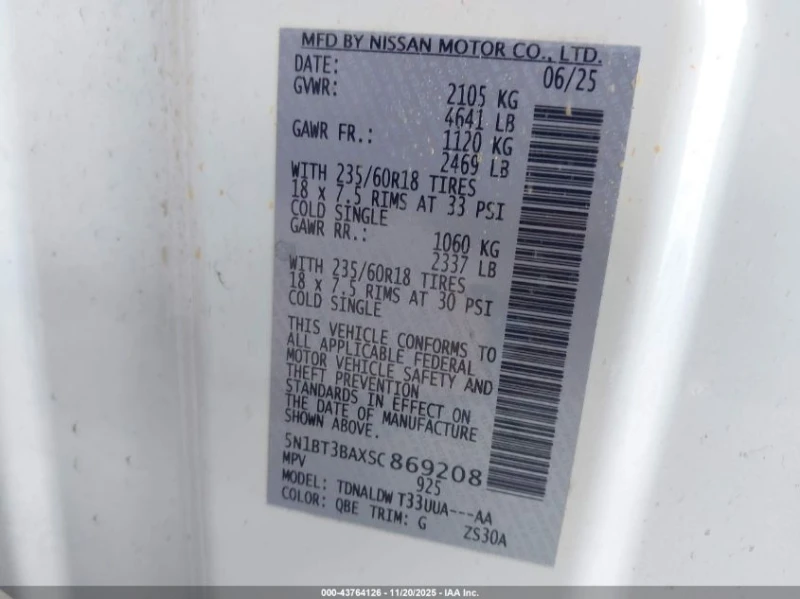 MFD BY NISSAN MOTOR CO., LTD.
DATE: 06/25
GVWR: 2105 KG
4641 LB
GAWR FR.: 1120 KG
2469 LB
WITH 235/60R18 TIRES
18 x 7.5 RIMS AT 33 PSI
COLD SINGLE
GAWR RR.: 1060 KG
2337 LB
WITH 235/60R18 TIRES
18 x 7.5 RIMS AT 30 PSI
COLD SINGLE
THIS VEHICLE CONFORMS TO
ALL APPLICABLE FEDERAL
MOTOR VEHICLE SAFETY AND
THEFT PREVENTION
STANDARDS IN EFFECT ON
THE DATE OF MANUFACTURE
SHOWN ABOVE.
5N1BT3BAXSC869208
MPV 925
MODEL: TDNALDW T33UUA---AA
COLOR: QBE TRIM: G ZS30A
000-43764126 - 11/20/2025 - IAA Inc.